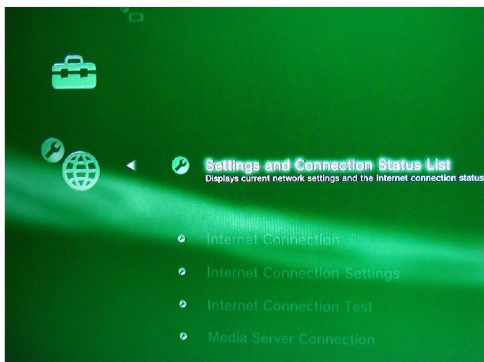 Settings and Connection Status List
Displays current network settings and the Internet connection status
Internet Connection
Internet Connection Settings
Internet Connection Test
Media Server Connection